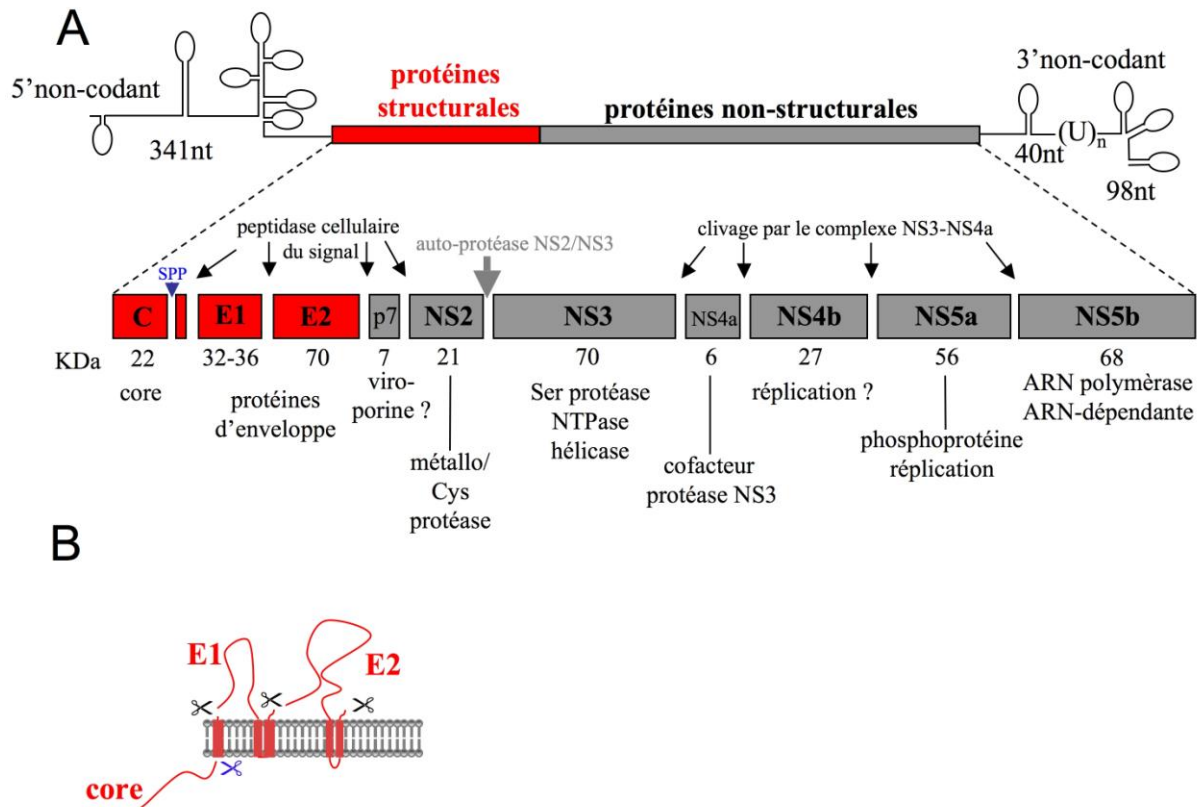 A
5'non-codant
341nt
protéines
structurales
protéines non-structurales
3'non-codant
40nt
(U)n
98nt
peptidase cellulaire
du signal
auto-protéase NS2/NS3
clivage par le complexe NS3-NS4a
SPP
C
E1
E2
p7
NS2
NS3
NS4a
NS4b
NS5a
NS5b
KDa
22
32-36
70
7
21
70
6
27
56
68
core
protéines
d'enveloppe
viro-
porine ?
métallo/
Cys
protéase
Ser protéase
NTPase
hélicase
cofacteur
protéase NS3
réplication ?
phosphoprotéine
réplication
ARN polymèrase
ARN-dépendante
B
E1
E2
core